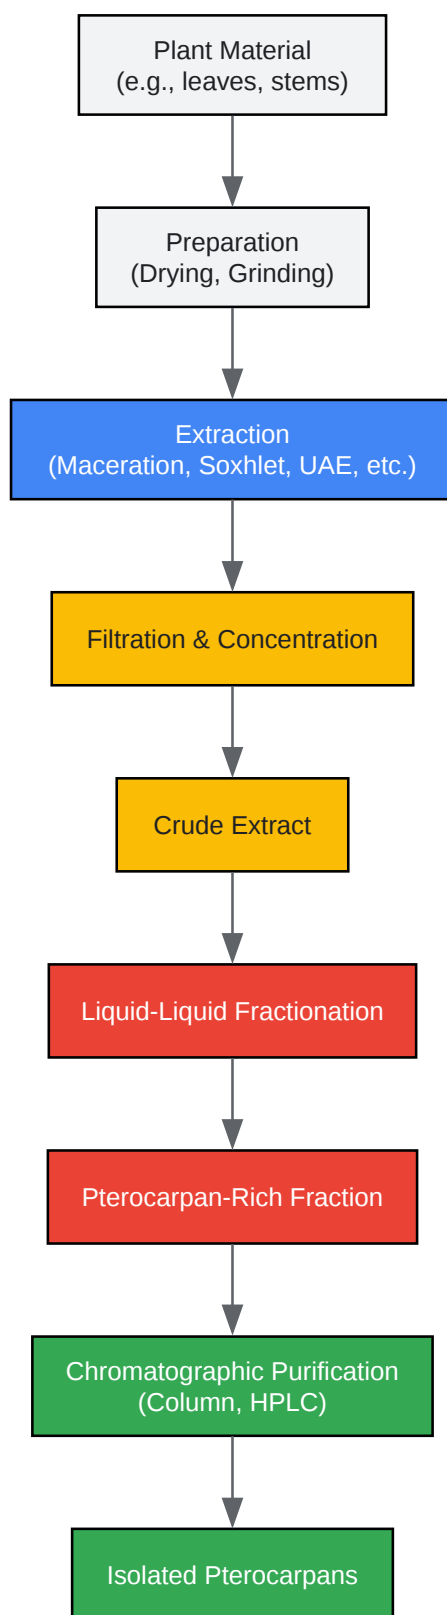 Plant Material
(e.g., leaves, stems)
Preparation
(Drying, Grinding)
Extraction
(Maceration, Soxhlet, UAE, etc.)
Filtration & Concentration
Crude Extract
Liquid-Liquid Fractionation
Pterocarpan-Rich Fraction
Chromatographic Purification
(Column, HPLC)
Isolated Pterocarpans